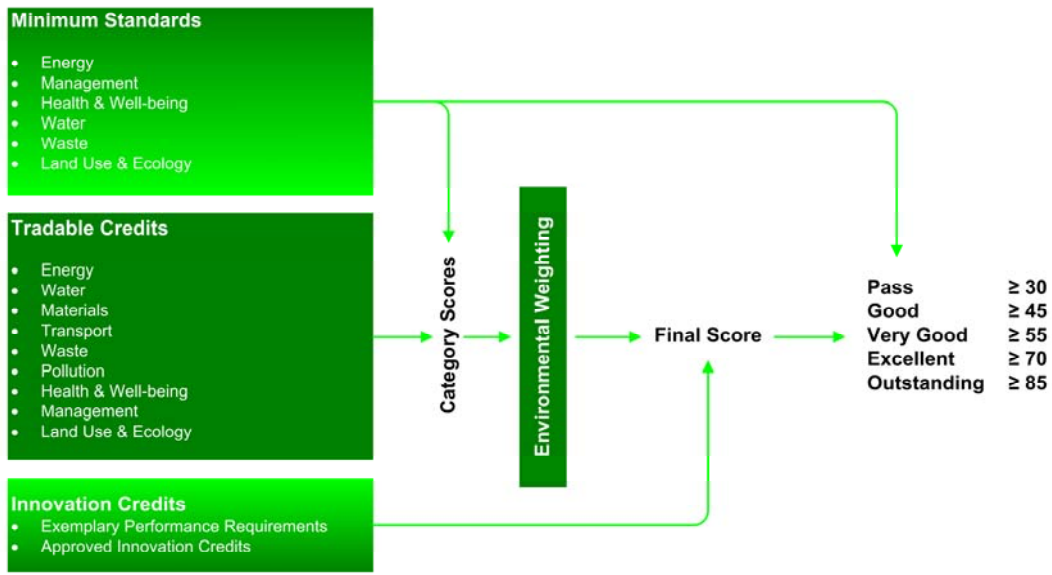 Minimum Standards
• Energy
• Management
• Health & Well-being
• Water
• Waste
• Land Use & Ecology
Tradable Credits
• Energy
• Water
• Materials
• Transport
• Waste
• Pollution
• Health & Well-being
• Management
• Land Use & Ecology
Innovation Credits
• Exemplary Performance Requirements
• Approved Innovation Credits
Category Scores
Environmental Weighting
Final Score
Pass ≥ 30
Good ≥ 45
Very Good ≥ 55
Excellent ≥ 70
Outstanding ≥ 85